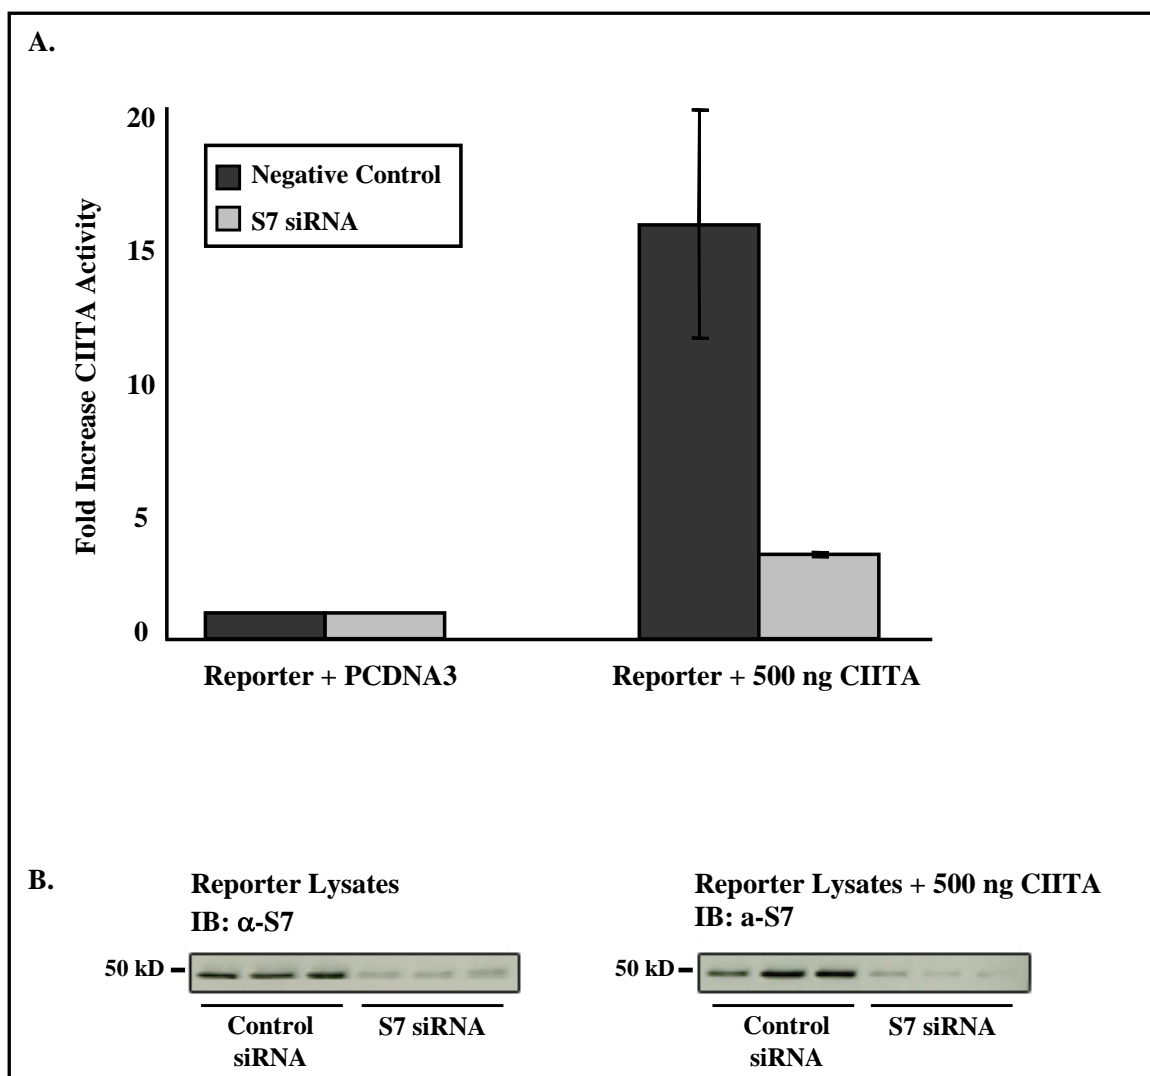 A.
20
15
10
5
0
Fold Increase CIITA Activity
Negative Control
S7 siRNA
Reporter + PCDNA3
Reporter + 500 ng CIITA
B.
Reporter Lysates
IB: α-S7
50 kD
Control
siRNA
S7 siRNA
Reporter Lysates + 500 ng CIITA
IB: a-S7
50 kD
Control
siRNA
S7 siRNA